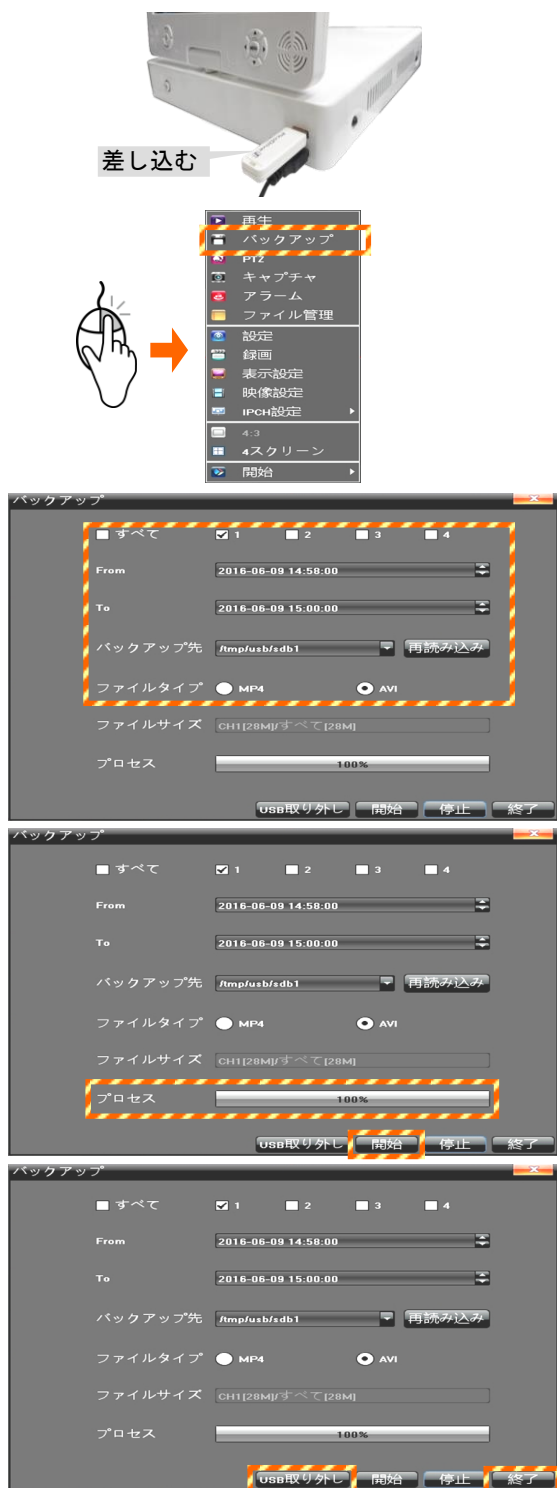 差し込む
再生
バックアップ
PTZ
キャプチャ
アラーム
ファイル管理
設定
録画
表示設定
映像設定
IPCH設定
4:3
4スクリーン
開始
バックアップ
すべて 1 2 3 4
From 2016-06-09 14:58:00
To 2016-06-09 15:00:00
バックアップ先 /tmp/usb/sdb1 再読み込み
ファイルタイプ MP4 AVI
ファイルサイズ CH1[28M]/すべて[28M]
プロセス 100%
USB取り外し 開始 停止 終了
バックアップ
すべて 1 2 3 4
From 2016-06-09 14:58:00
To 2016-06-09 15:00:00
バックアップ先 /tmp/usb/sdb1 再読み込み
ファイルタイプ MP4 AVI
ファイルサイズ CH1[28M]/すべて[28M]
プロセス 100%
USB取り外し 開始 停止 終了
バックアップ
すべて 1 2 3 4
From 2016-06-09 14:58:00
To 2016-06-09 15:00:00
バックアップ先 /tmp/usb/sdb1 再読み込み
ファイルタイプ MP4 AVI
ファイルサイズ CH1[28M]/すべて[28M]
プロセス 100%
USB取り外し 開始 停止 終了